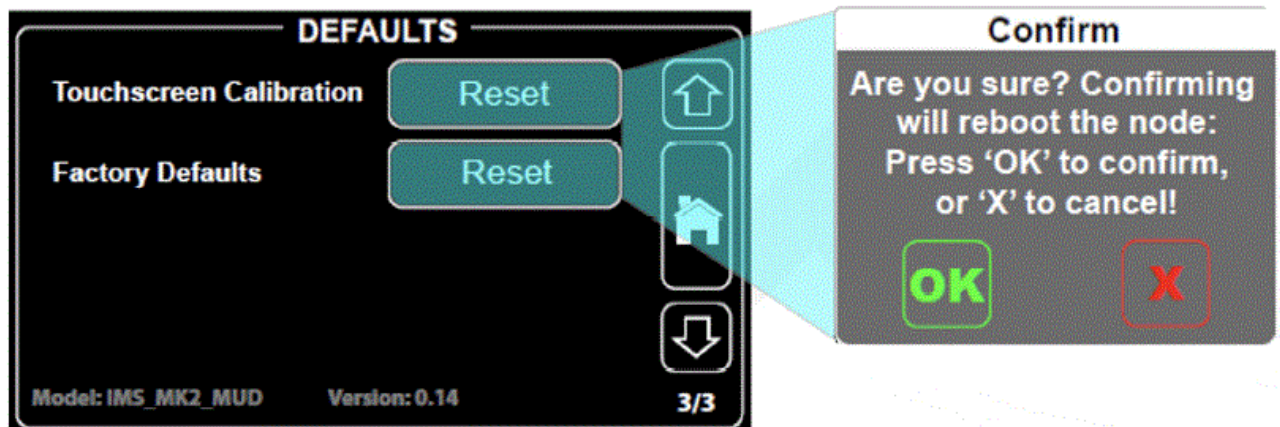 DEFAULTS
Touchscreen Calibration Reset
Factory Defaults Reset
Model: IMS_MK2_MUD Version: 0.14
3/3
Confirm
Are you sure? Confirming
will reboot the node:
Press ‘OK’ to confirm,
or ‘X’ to cancel!
OK X